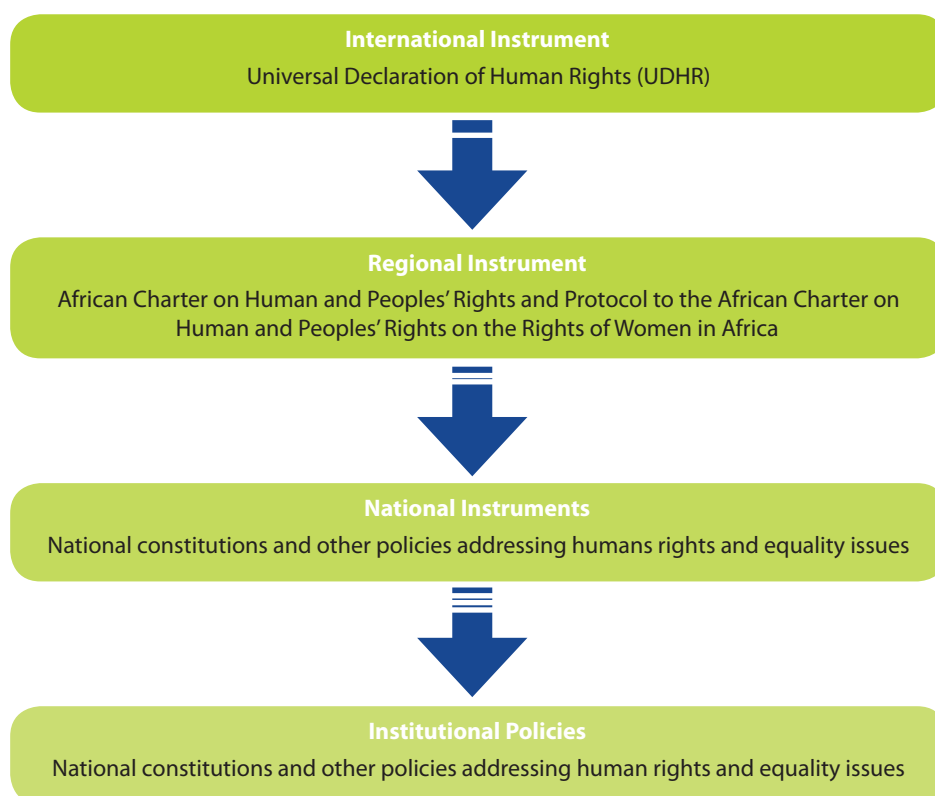 International Instrument
Universal Declaration of Human Rights (UDHR)
Regional Instrument
African Charter on Human and Peoples’ Rights and Protocol to the African Charter on
Human and Peoples’ Rights on the Rights of Women in Africa
National Instruments
National constitutions and other policies addressing humans rights and equality issues
Institutional Policies
National constitutions and other policies addressing human rights and equality issues